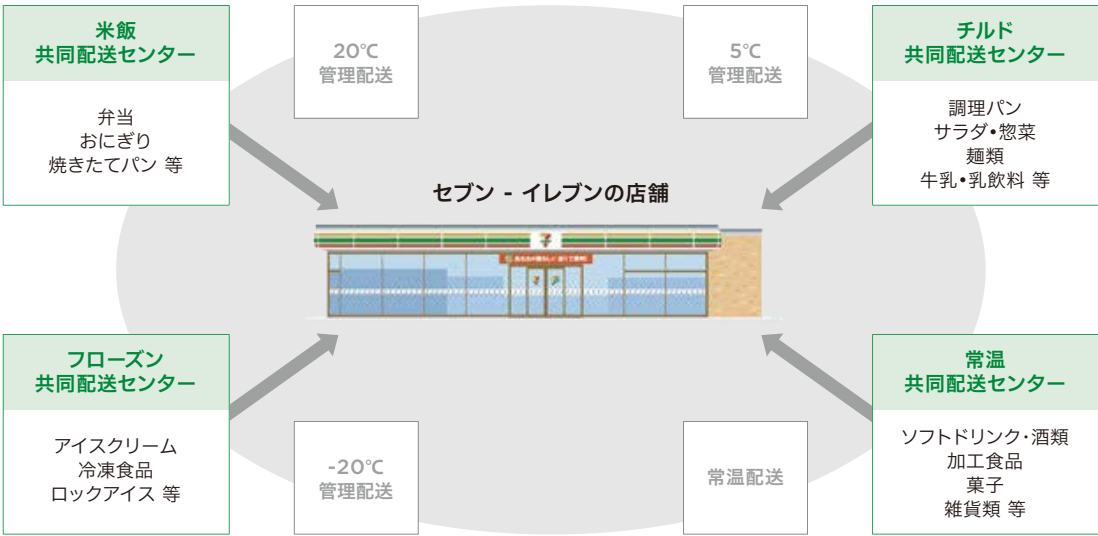 米飯
共同配送センター
弁当
おにぎり
焼きたてパン 等
20℃
管理配送
5℃
管理配送
チルド
共同配送センター
調理パン
サラダ・惣菜
麺類
牛乳・乳飲料 等
セブン - イレブンの店舗
フローズン
共同配送センター
アイスクリーム
冷凍食品
ロックアイス 等
-20℃
管理配送
常温配送
常温
共同配送センター
ソフトドリンク・酒類
加工食品
菓子
雑貨類 等